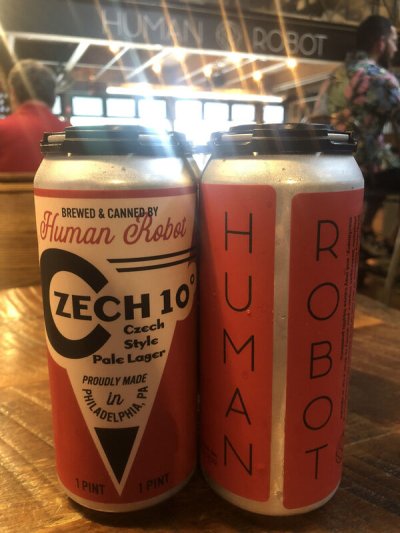 HUMAN ROBOT
BREWED & CANNED BY
Human Robot
CZECH 10°
Czech
Style
Pale Lager
PROUDLY MADE
in
PHILADELPHIA, PA
1 PINT 1 PINT
HUMAN
ROBOT